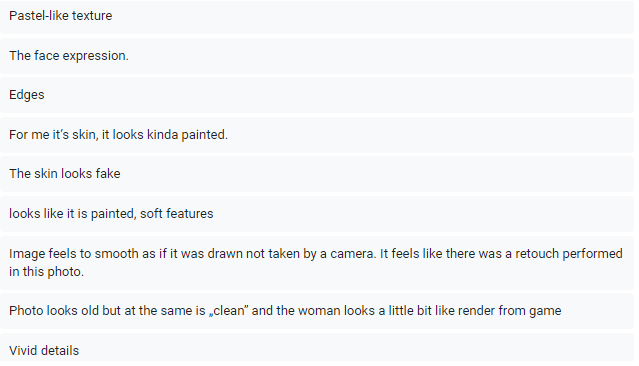 Pastel-like texture
The face expression.
Edges
For me it's skin, it looks kinda painted.
The skin looks fake
looks like it is painted, soft features
Image feels to smooth as if it was drawn not taken by a camera. It feels like there was a retouch performed
in this photo.
Photo looks old but at the same is „clean” and the woman looks a little bit like render from game
Vivid details